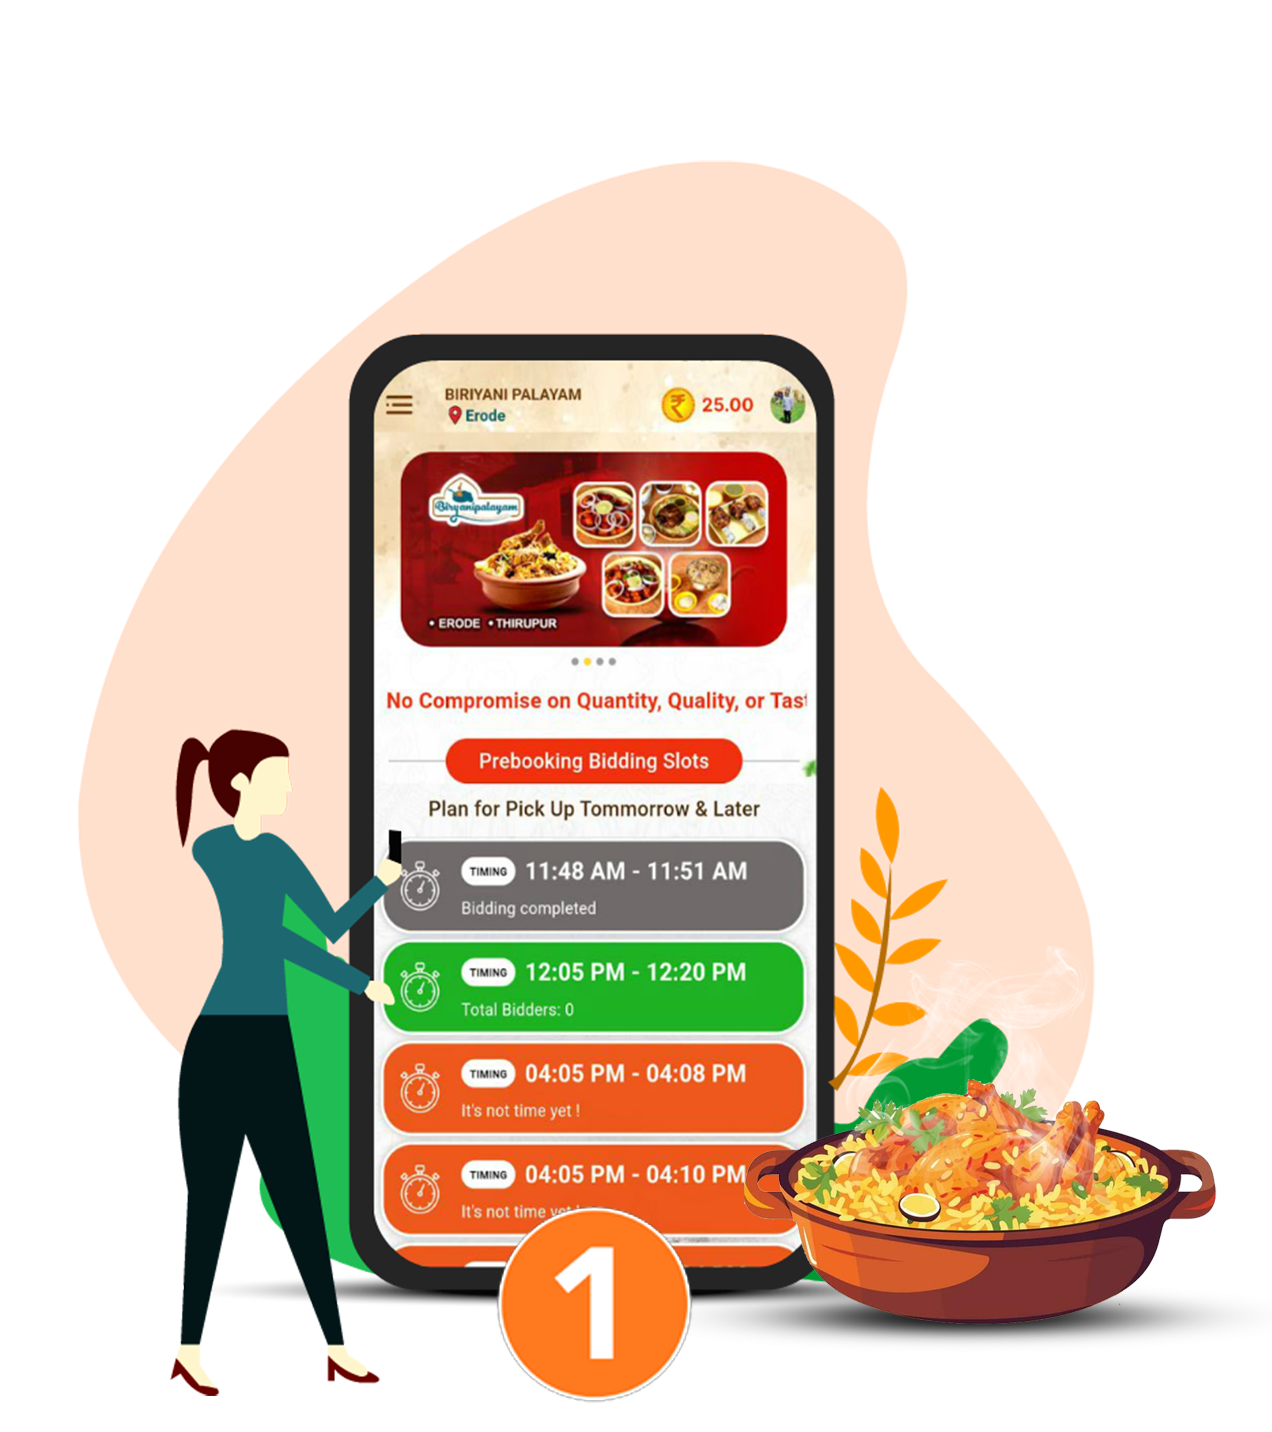 BIRIYANI PALAYAM
Erode
25.00
Biryanipalayam
• ERODE • THIRUPUR
No Compromise on Quantity, Quality, or Tast
Prebooking Bidding Slots
Plan for Pick Up Tommorrow & Later
TIMING 11:48 AM - 11:51 AM
Bidding completed
TIMING 12:05 PM - 12:20 PM
Total Bidders: 0
TIMING 04:05 PM - 04:08 PM
It's not time yet !
TIMING 04:05 PM - 04:10 PM
It's not time yet
1